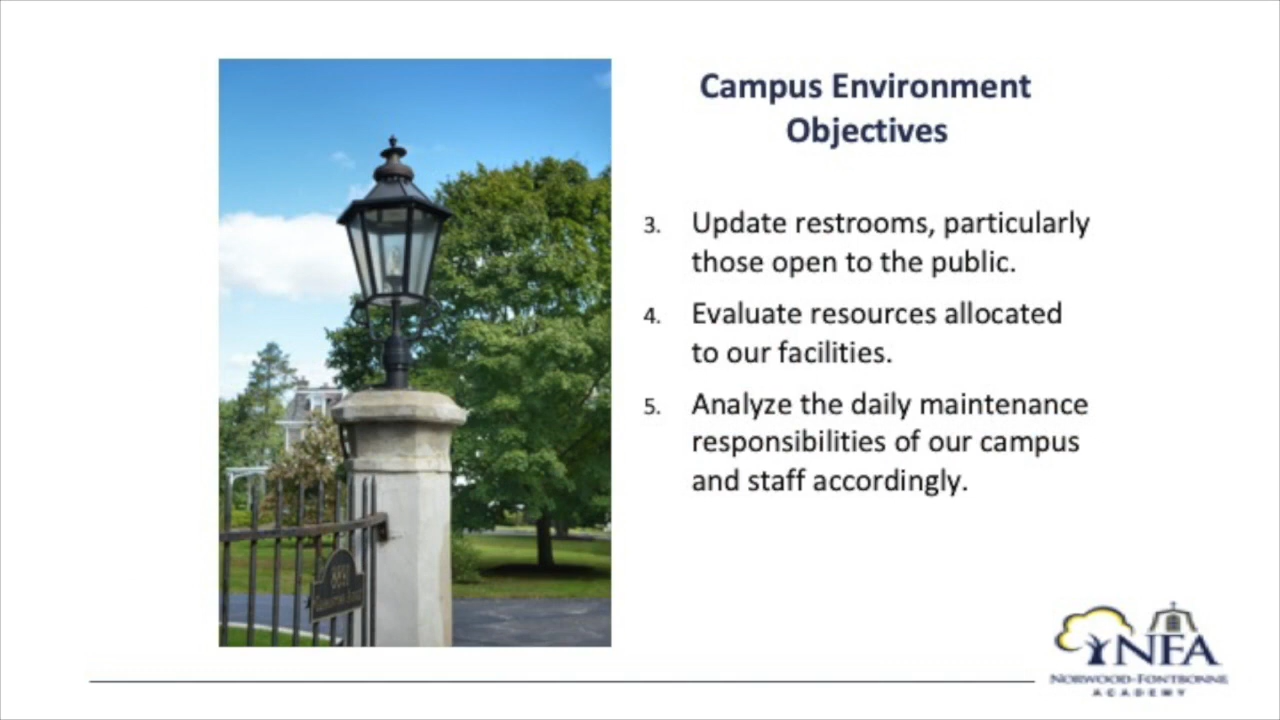 Campus Environment
Objectives
3. Update restrooms, particularly
those open to the public.
4. Evaluate resources allocated
to our facilities.
5. Analyze the daily maintenance
responsibilities of our campus
and staff accordingly.
NFA
NORWOOD-FONTBONNE
ACADEMY